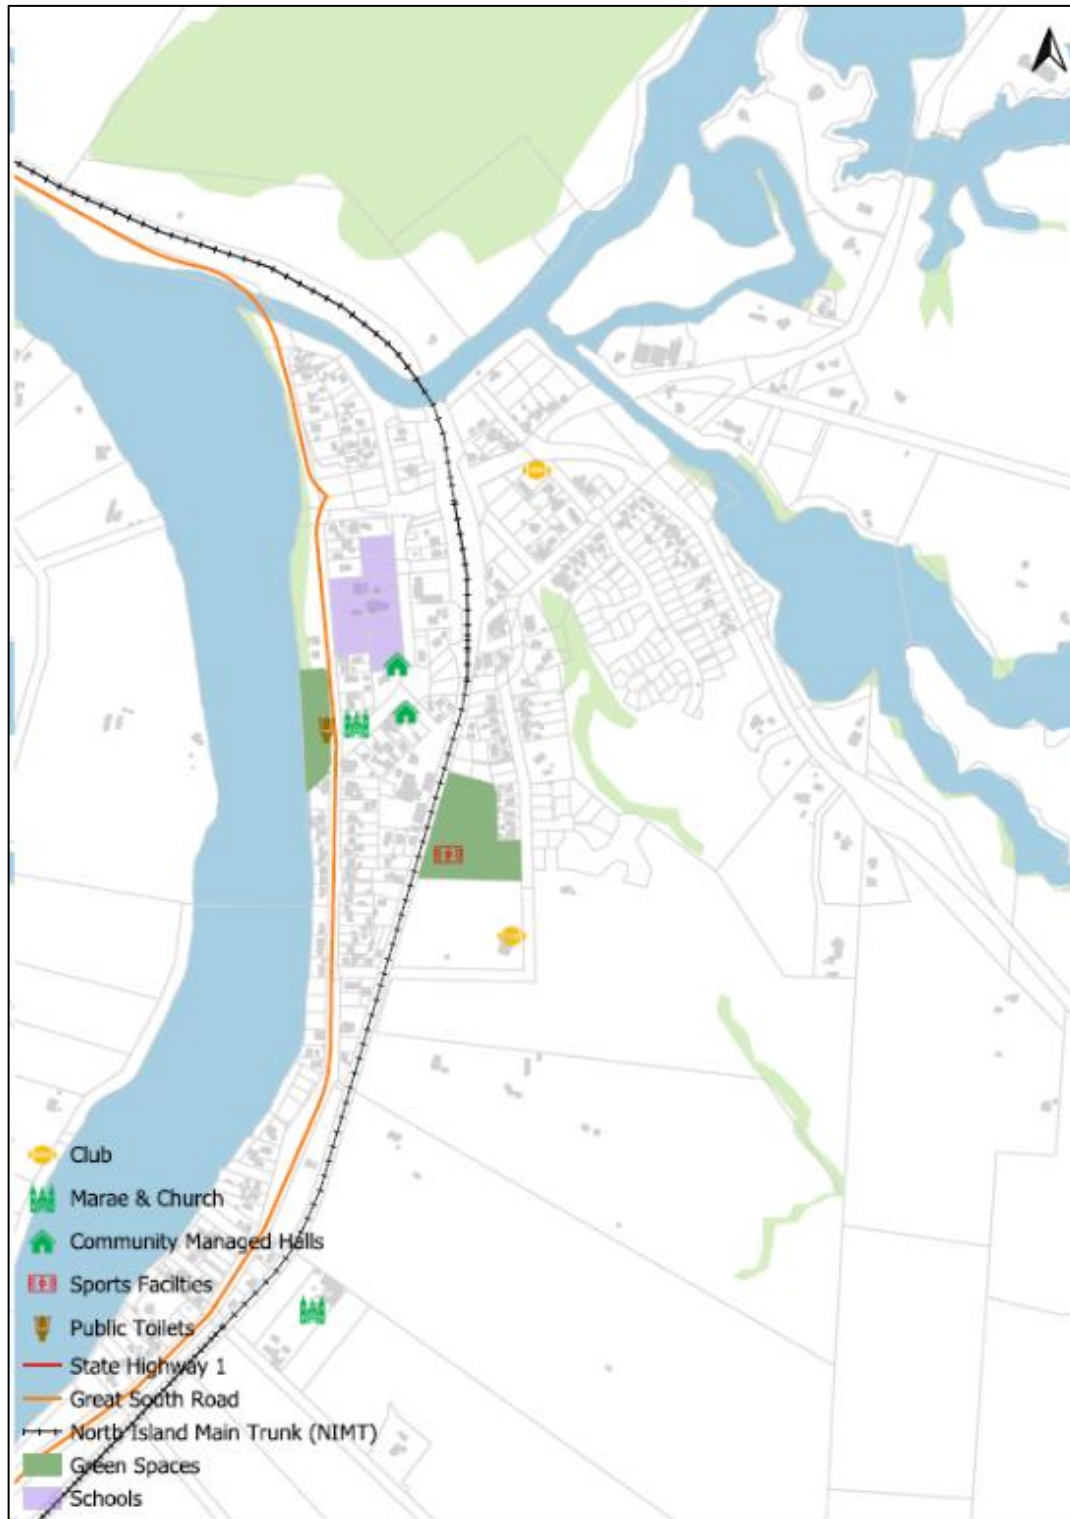 Club
Marae & Church
Community Managed Halls
Sports Facilties
Public Toilets
State Highway 1
Great South Road
North Island Main Trunk (NIMT)
Green Spaces
Schools